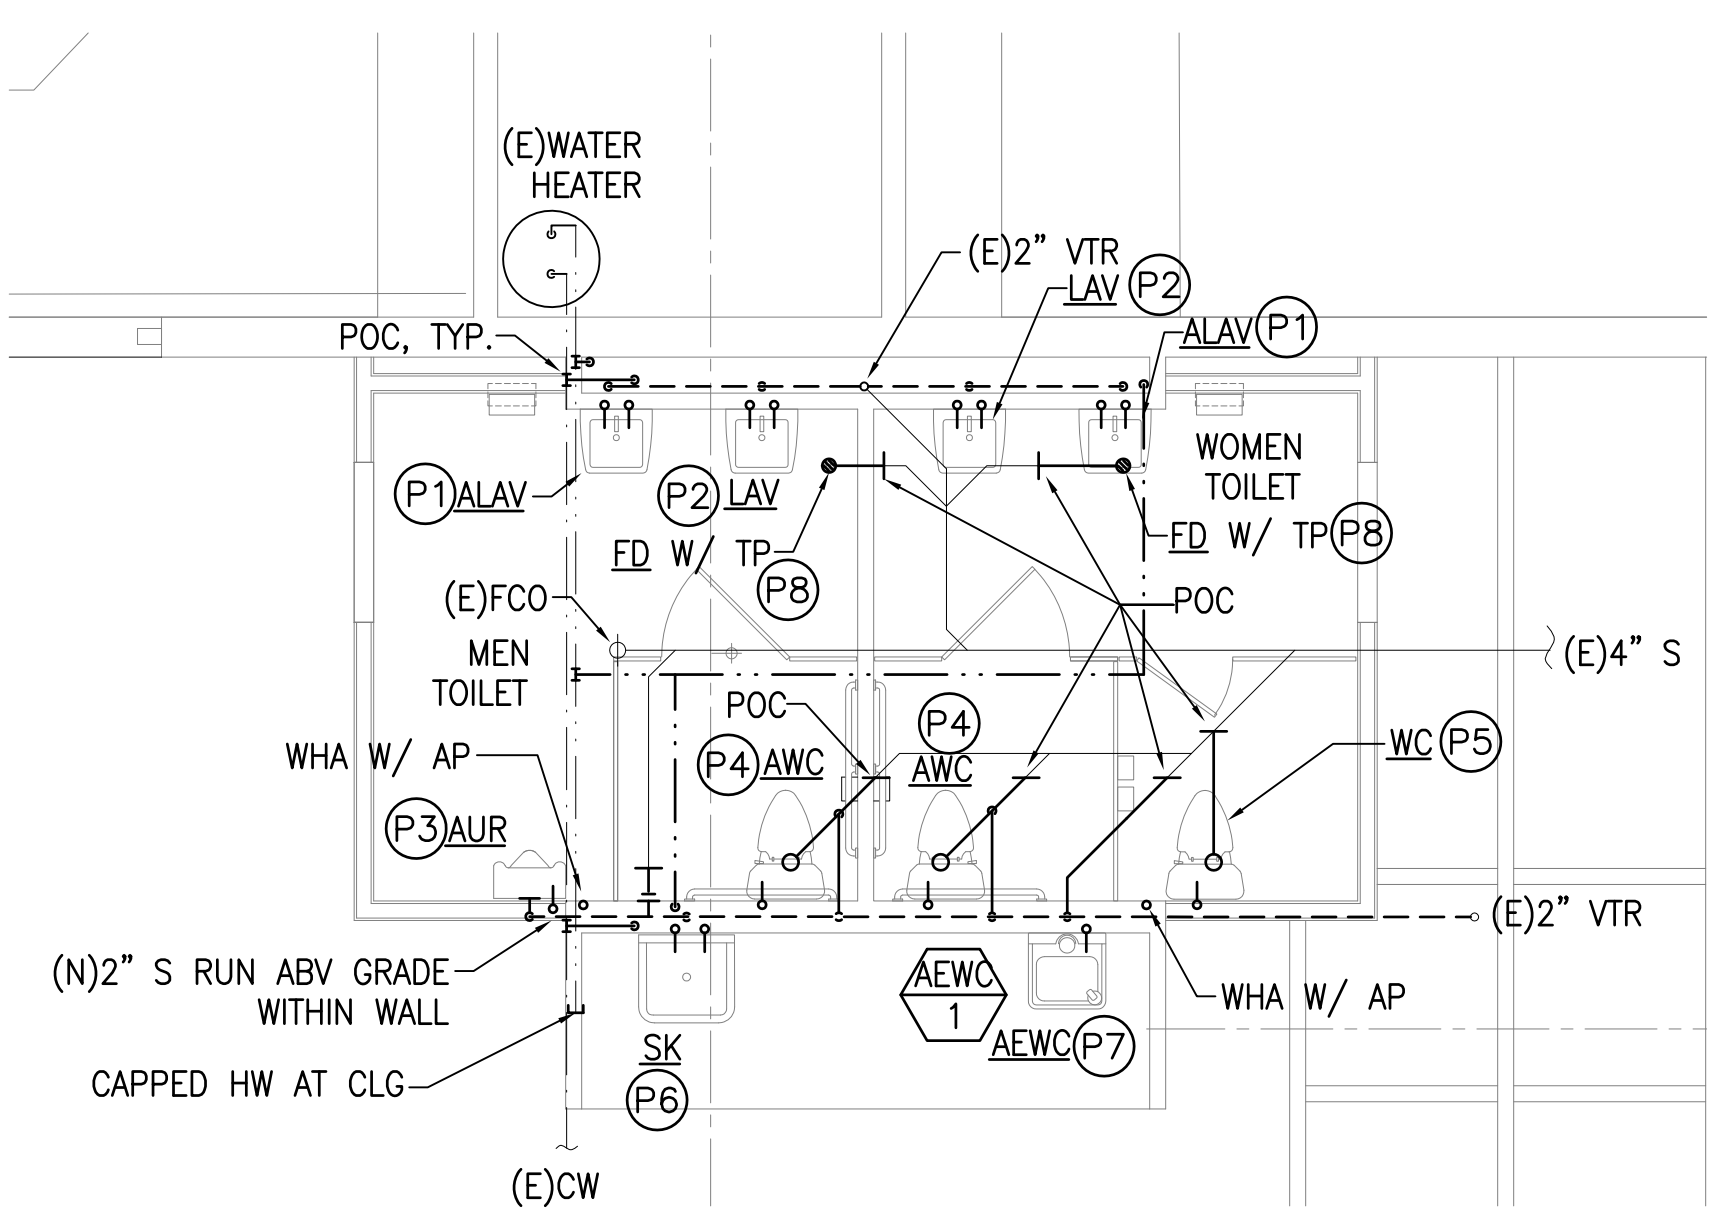 (E)WATER
HEATER
(E)2” VTR
LAV P2
ALAV P1
POC, TYP.
WOMEN
TOILET
P1 ALAV
P2 LAV
FD W/ TP
P8
FD W/ TP P8
(E)FCO
POC
MEN
TOILET
(E)4” S
POC
P4
P4 AWC
AWC
WC P5
WHA W/ AP
P3 AUR
(E)2” VTR
(N)2” S RUN ABV GRADE
WITHIN WALL
AEWC
1
WHA W/ AP
SK
AEWC P7
CAPPED HW AT CLG
P6
(E)CW